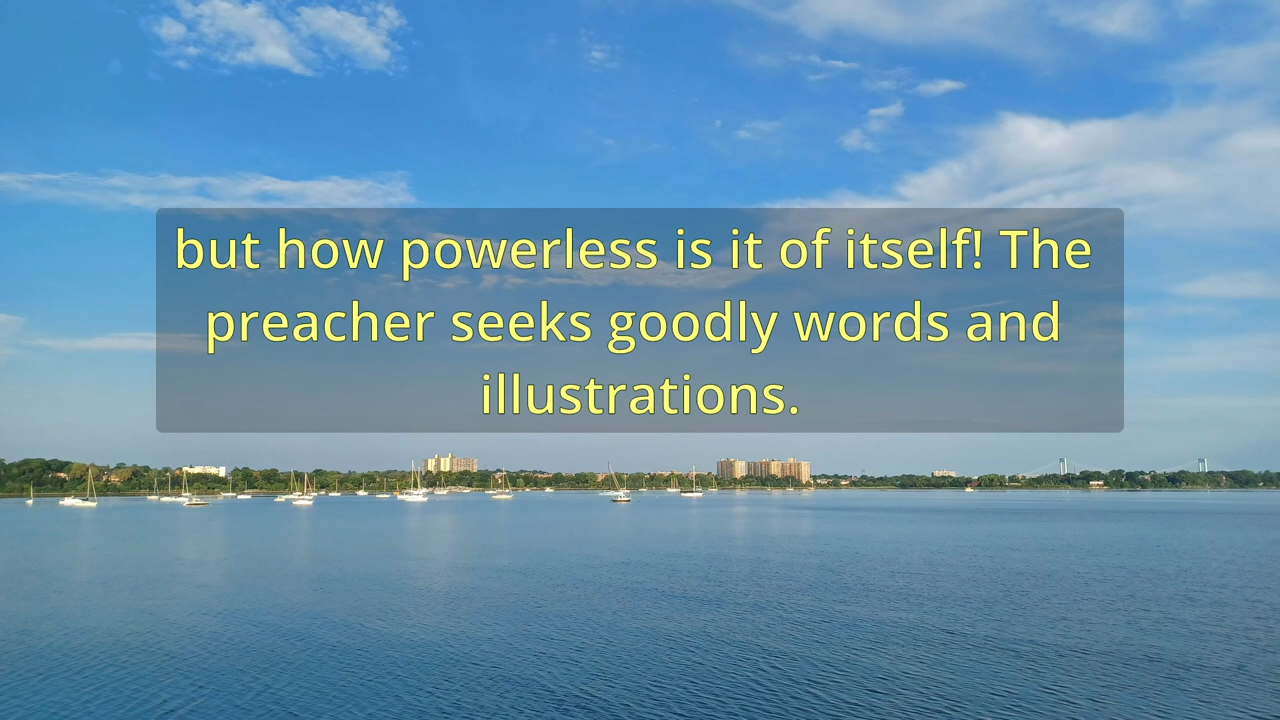 but how powerless is it of itself! The
preacher seeks goodly words and
illustrations.